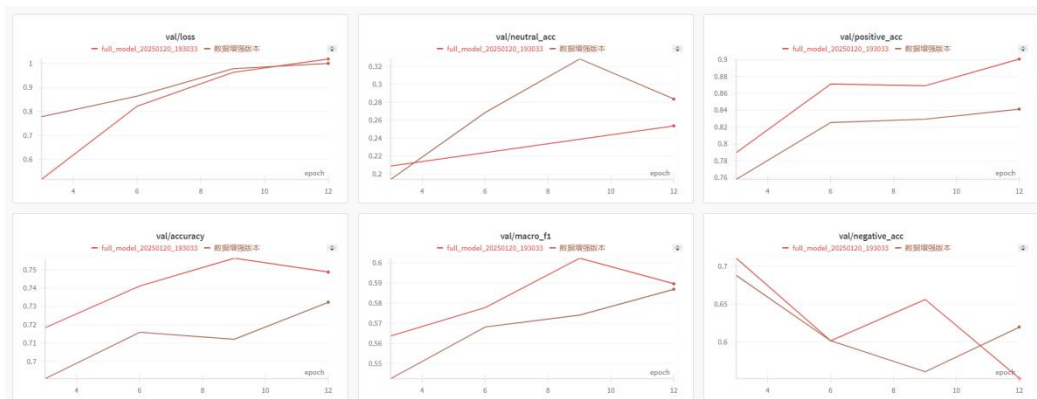 val/loss
full_model_20250120_193033 数据增强版本
1
0.9
0.8
0.7
0.6
epoch
4 6 8 10 12
val/neutral_acc
full_model_20250120_193033 数据增强版本
0.32
0.3
0.28
0.26
0.24
0.22
0.2
epoch
4 6 8 10 12
val/positive_acc
full_model_20250120_193033 数据增强版本
0.9
0.88
0.86
0.84
0.82
0.8
0.78
0.76
epoch
4 6 8 10 12
val/accuracy
full_model_20250120_193033 数据增强版本
0.75
0.74
0.73
0.72
0.71
0.7
epoch
4 6 8 10 12
val/macro_f1
full_model_20250120_193033 数据增强版本
0.6
0.59
0.58
0.57
0.56
0.55
epoch
4 6 8 10 12
val/negative_acc
full_model_20250120_193033 数据增强版本
0.7
0.65
0.6
epoch
4 6 8 10 12